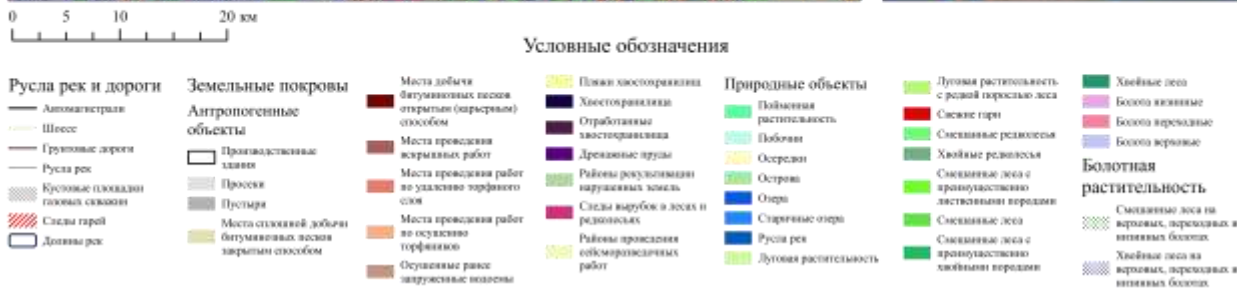 0 5 10 20 км
Условные обозначения
Русла рек и дороги
Автомагистрали
Шоссе
Грунтовые дороги
Русла рек
Кустовые площадки
газовых скважин
Следы гарей
Долины рек
Земельные покровы
Антропогенные
объекты
Производственные
здания
Просеки
Пустыри
Места сплошной добычи
битуминозных песков
закрытым способом
Места добычи
битуминозных песков
открытым (карьерным)
способом
Места проведения
вскрышных работ
Места проведения работ
по удалению торфяного
слоя
Места проведения работ
по осушению
торфяников
Осушенные ранее
загруженные водоемы
Пляжи хвостохранилищ
Хвостохранилища
Отработанные
хвостохранилища
Дренажные пруды
Районы рекультивации
нарушенных земель
Следы вырубок в лесах и
редколесьях
Районы проведения
сейсморазведочных
работ
Природные объекты
Пойменная
растительность
Побочни
Осередки
Острова
Озера
Старичные озера
Русла рек
Луговая растительность
Луговая растительность
с редкой порослью леса
Свежие гари
Смешанные редколесья
Хвойные редколесья
Смешанные леса с
преимущественно
лиственными породами
Смешанные леса
Смешанные леса с
преимущественно
хвойными породами
Хвойные леса
Болота низинные
Болота переходные
Болота верховые
Болотная
растительность
Смешанные леса на
верховых, переходных и
низинных болотах
Хвойные леса на
верховых, переходных и
низинных болотах